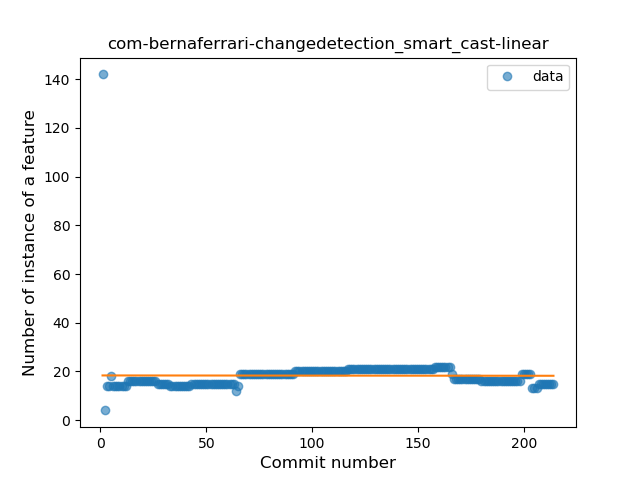 com-bernaferrari-changedetection_smart_cast-linear
data
Number of instance of a feature
140
120
100
80
60
40
20
0
0 50 100 150 200
Commit number